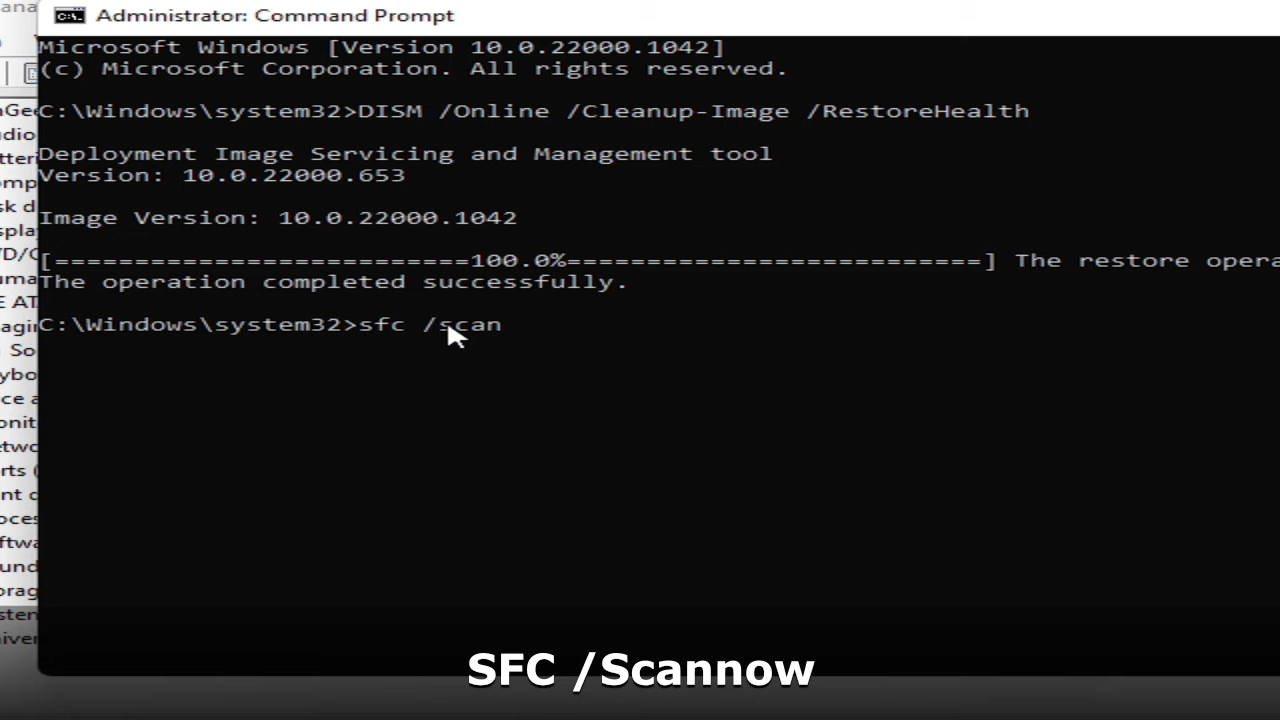 Administrator: Command Prompt
Microsoft Windows [Version 10.0.22000.1042]
(c) Microsoft Corporation. All rights reserved.
C:\Windows\system32>DISM /Online /Cleanup-Image /RestoreHealth
Deployment Image Servicing and Management tool
Version: 10.0.22000.653
Image Version: 10.0.22000.1042
[==========================100.0%==========================] The restore opera
The operation completed successfully.
C:\Windows\system32>sfc /scan
SFC /Scannow